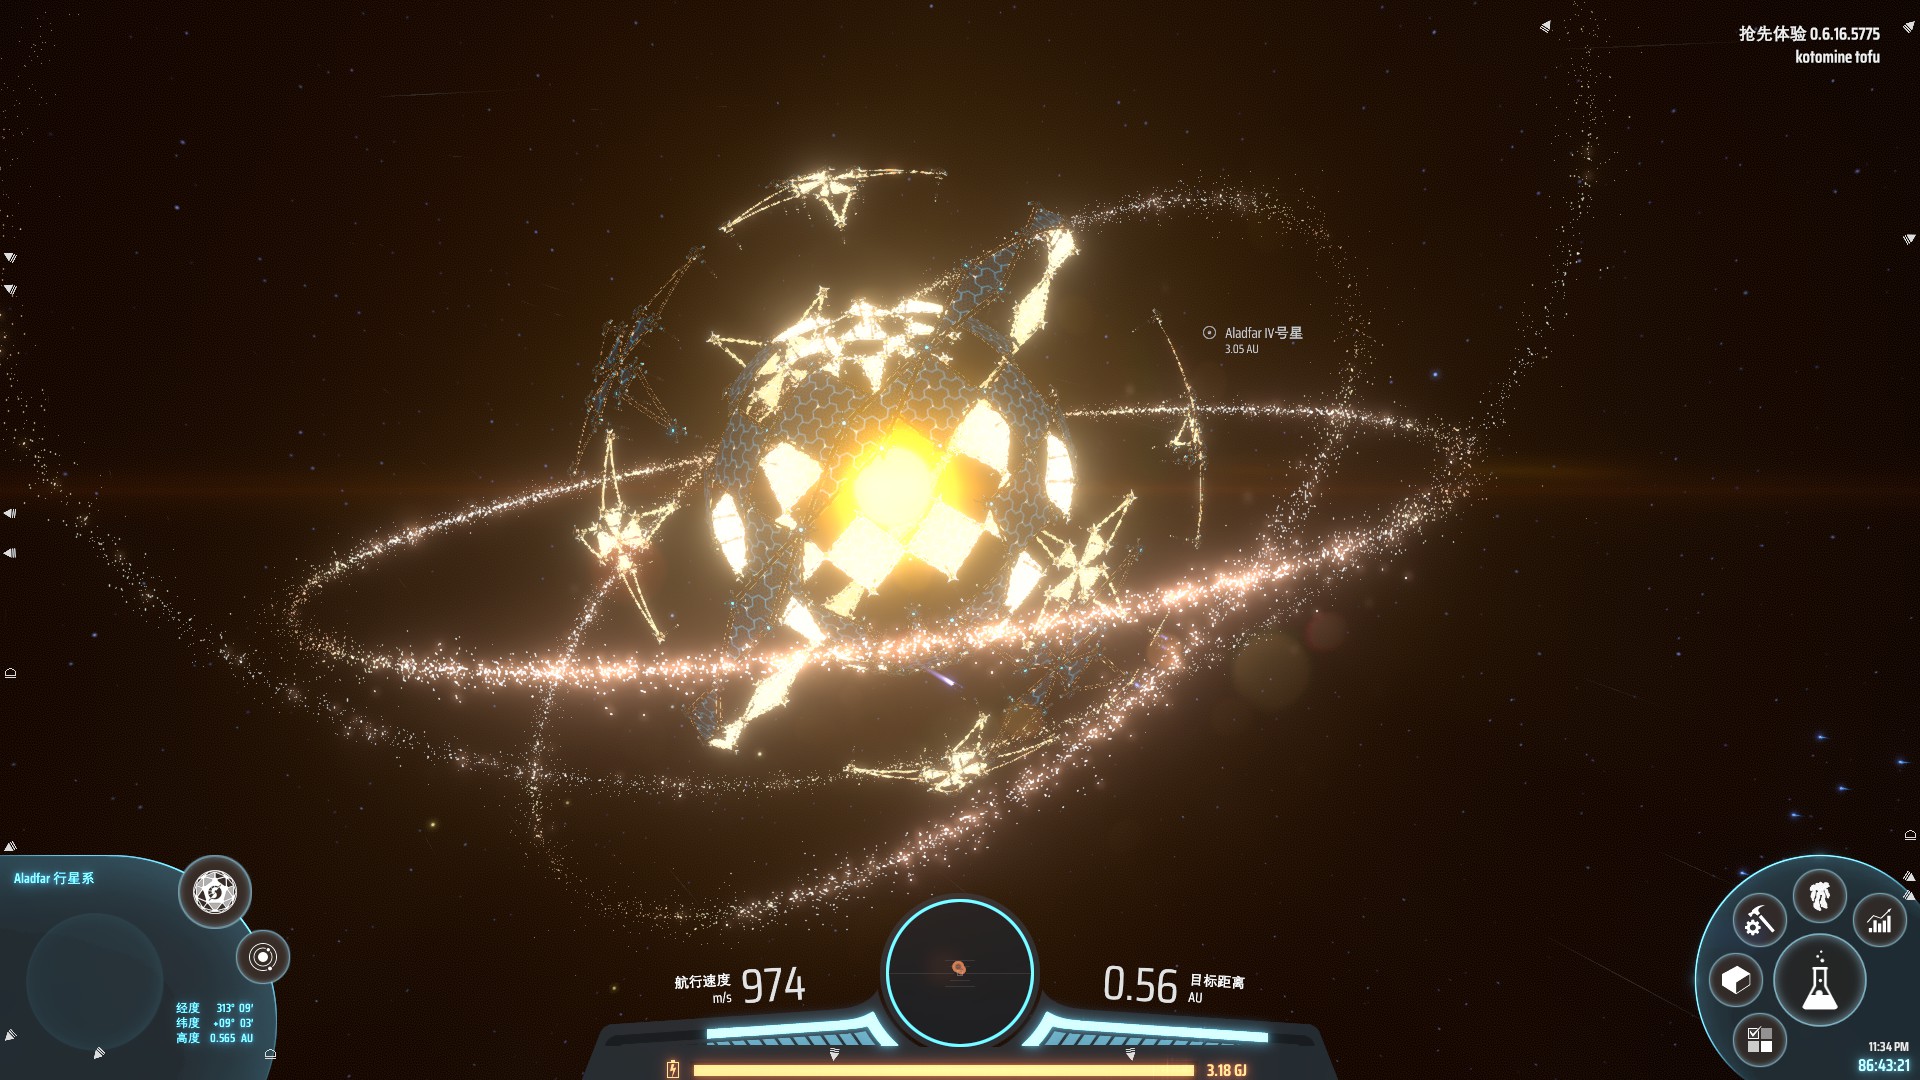 抢先体验 0.6.16.5775
kotomine tofu
Aladfar IV号星
3.05 AU
Aladfar 行星系
经度 313° 09'
纬度 +09° 03'
高度 0.565 AU
航行速度 974
m/s
0.56 目标距离
AU
3.18 GJ
11:34 PM
86:43:21